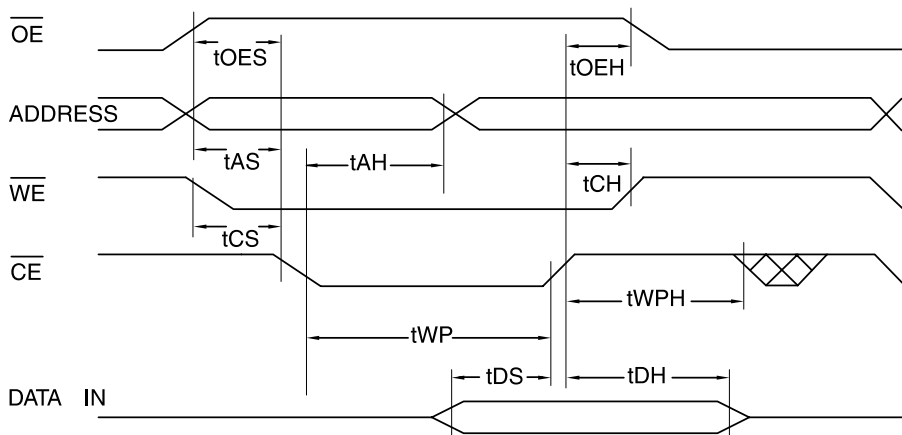 OE
tOES
tOEH
ADDRESS
tAS
tAH
tCH
WE
tCS
CE
tWPH
tWP
tDS
tDH
DATA IN